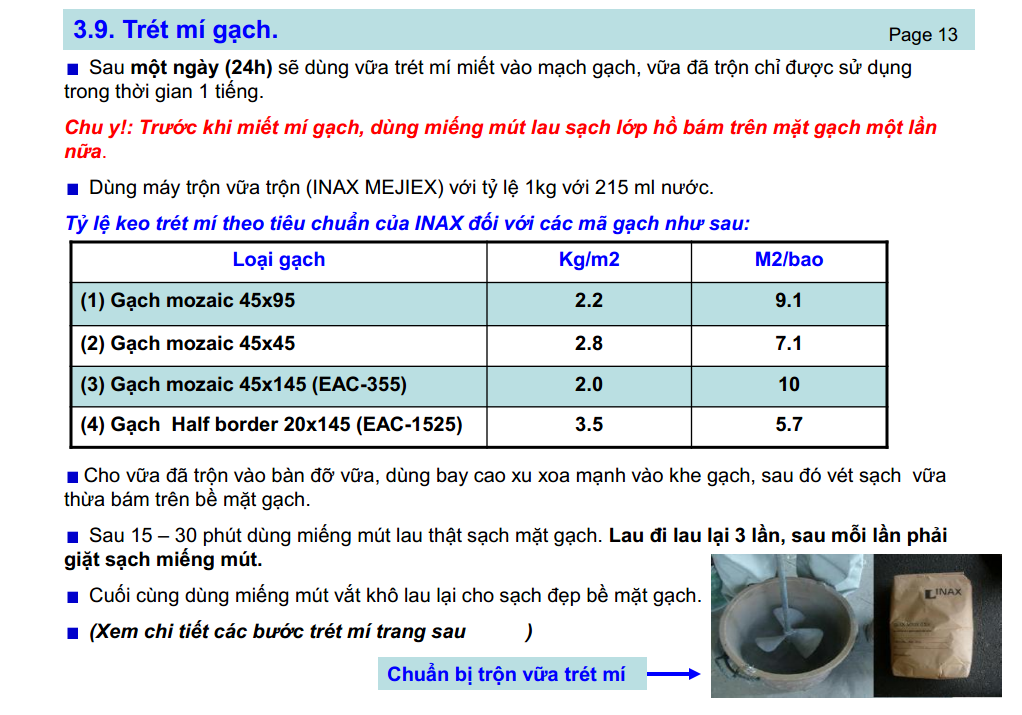 3.9. Trét mí gạch.
Page 13
Sau một ngày (24h) sẽ dùng vữa trét mí miết vào mạch gạch, vữa đã trộn chỉ được sử dụng
trong thời gian 1 tiếng.
Chu y!: Trước khi miết mí gạch, dùng miếng mút lau sạch lớp hồ bám trên mặt gạch một lần
nữa.
Dùng máy trộn vữa trộn (INAX MEJIEX) với tỷ lệ 1kg với 215 ml nước.
Tỷ lệ keo trét mí theo tiêu chuẩn của INAX đối với các mã gạch như sau:
Loại gạch Kg/m2 M2/bao
(1) Gạch mozaic 45x95 2.2 9.1
(2) Gạch mozaic 45x45 2.8 7.1
(3) Gạch mozaic 45x145 (EAC-355) 2.0 10
(4) Gạch Half border 20x145 (EAC-1525) 3.5 5.7
Cho vữa đã trộn vào bàn đỡ vữa, dùng bay cao xu xoa mạnh vào khe gạch, sau đó vét sạch vữa
thừa bám trên bề mặt gạch.
Sau 15 – 30 phút dùng miếng mút lau thật sạch mặt gạch. Lau đi lau lại 3 lần, sau mỗi lần phải
giặt sạch miếng mút.
Cuối cùng dùng miếng mút vắt khô lau lại cho sạch đẹp bề mặt gạch.
(Xem chi tiết các bước trét mí trang sau )
Chuẩn bị trộn vữa trét mí
INAX